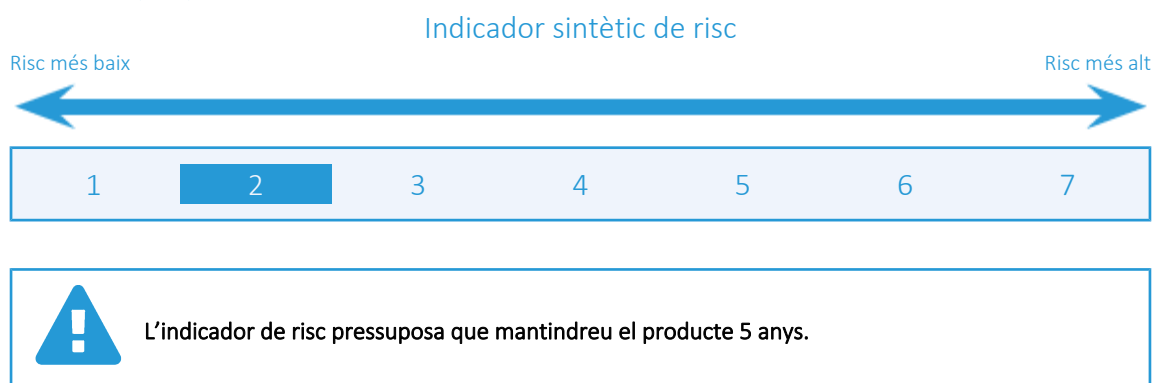 Indicador sintètic de risc
Risc més baix Risc més alt
1 2 3 4 5 6 7
L'indicador de risc pressuposa que mantindreu el producte 5 anys.